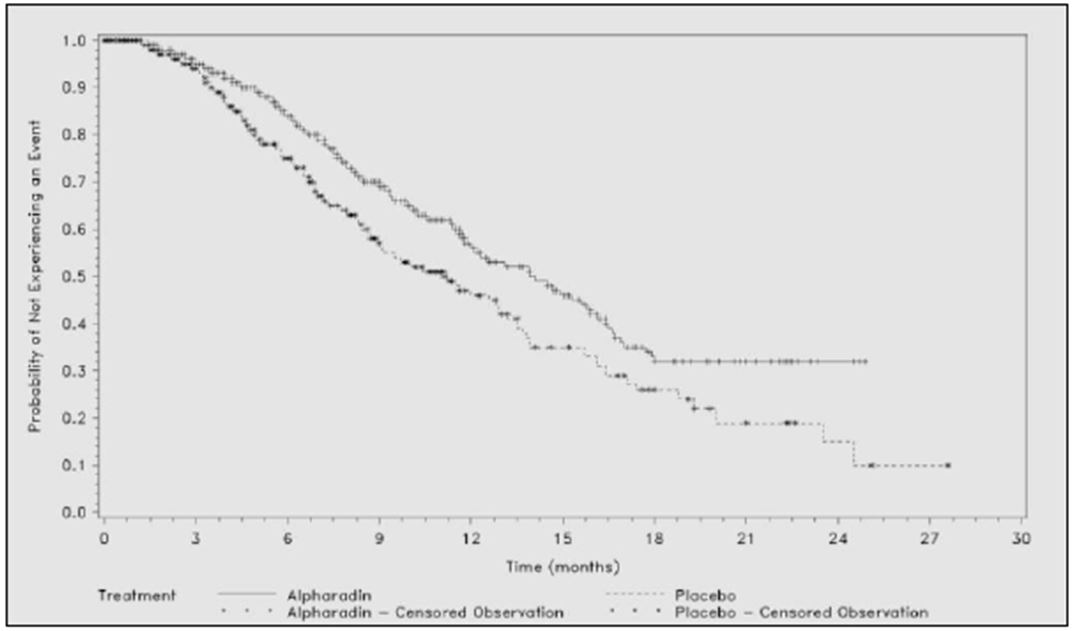 Probability of Not Experiencing an Event
1.0
0.9
0.8
0.7
0.6
0.5
0.4
0.3
0.2
0.1
0.0
0 3 6 9 12 15 18 21 24 27 30
Time (months)
Treatment Alpharadin Placebo
Alpharadin – Censored Observation Placebo – Censored Observation